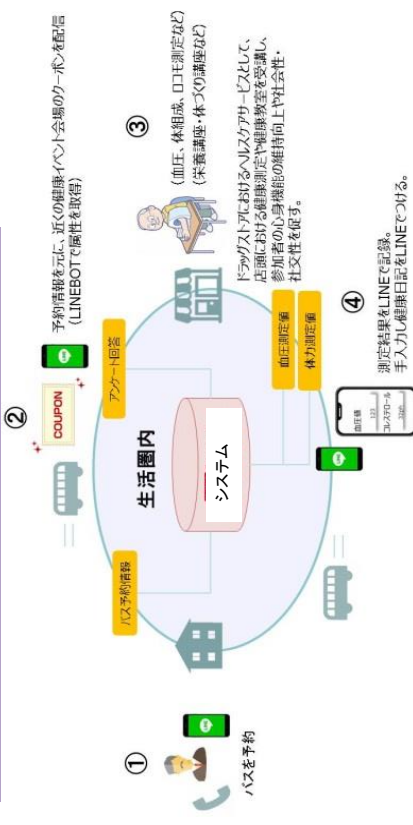 ①
バスを予約
バス予約情報
②
COUPON
予約情報を元に、近くの健康イベント会場のクーポンを配信
(LINEBOTで属性を取得)
アンケート回答
生活圏内
システム
③
(血圧、体組成、ロコモ測定など)
(栄養講座・体づくり講座など)
ドラッグストアにおけるヘルスケアサービスとして、
店頭における健康測定や健康教室を受講し、
参加者の心身機能の維持向上や社会性・
社交性を促す。
血圧測定値
体力測定値
④
測定結果をLINEで記録。
手入力し健康日記をLINEでつける。
血圧値
123
コレステロール